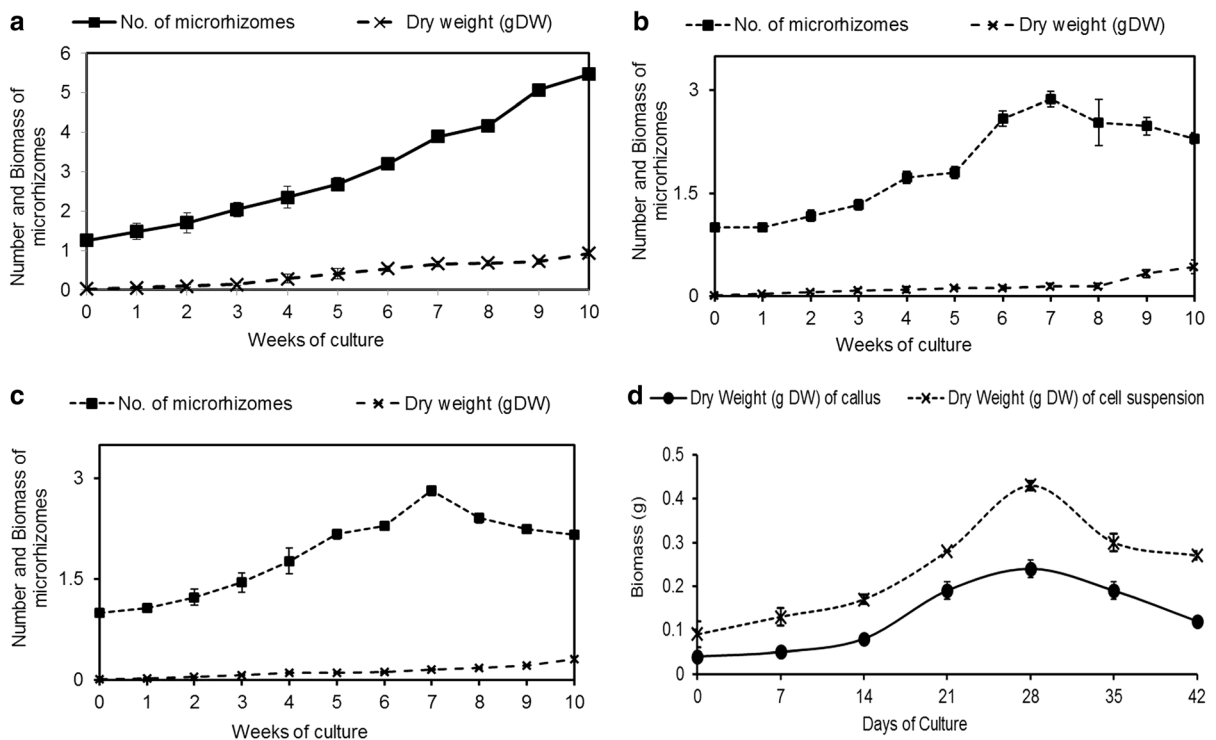 a
No. of microrhizomes
Dry weight (gDW)
Number and Biomass of
microrhizomes
6
5
4
3
2
1
0
0 1 2 3 4 5 6 7 8 9 10
Weeks of culture
b
No. of microrhizomes
Dry weight (gDW)
Number and Biomass of
microrhizomes
3
1.5
0
0 1 2 3 4 5 6 7 8 9 10
Weeks of culture
c
No. of microrhizomes
Dry weight (gDW)
Number and Biomass of
microrhizomes
3
1.5
0
0 1 2 3 4 5 6 7 8 9 10
Weeks of culture
d
Dry Weight (g DW) of callus
Dry Weight (g DW) of cell suspension
Biomass (g)
0.5
0.4
0.3
0.2
0.1
0
0 7 14 21 28 35 42
Days of Culture